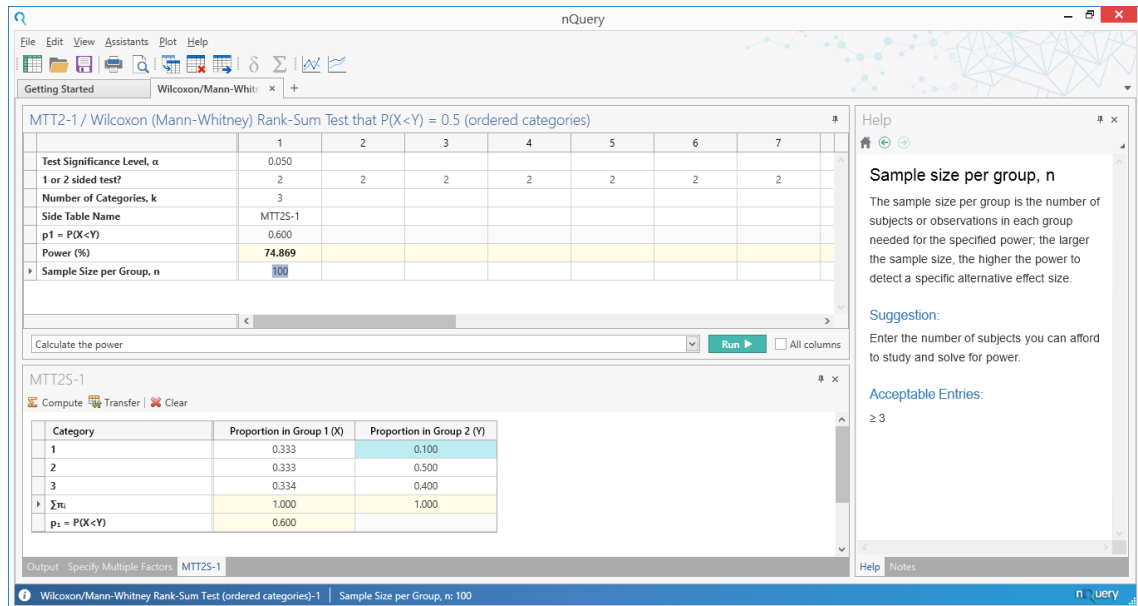 nQuery
File Edit View Assistants Plot Help
Getting Started Wilcoxon/Mann-Whitn × +
MTT2-1 / Wilcoxon (Mann-Whitney) Rank-Sum Test that P(X<Y) = 0.5 (ordered categories)
1 2 3 4 5 6 7
Test Significance Level, α 0.050
1 or 2 sided test? 2 2 2 2 2 2 2
Number of Categories, k 3
Side Table Name MTT2S-1
p1 = P(X<Y) 0.600
Power (%) 74.869
Sample Size per Group, n 100
Calculate the power Run All columns
MTT2S-1
Compute Transfer Clear
Category Proportion in Group 1 (X) Proportion in Group 2 (Y)
1 0.333 0.100
2 0.333 0.500
3 0.334 0.400
∑πᵢ 1.000 1.000
p₁ = P(X<Y) 0.600
Output Specify Multiple Factors MTT2S-1
Help
Sample size per group, n
The sample size per group is the number of
subjects or observations in each group
needed for the specified power; the larger
the sample size, the higher the power to
detect a specific alternative effect size.
Suggestion:
Enter the number of subjects you can afford
to study and solve for power.
Acceptable Entries:
≥ 3
Help Notes
Wilcoxon/Mann-Whitney Rank-Sum Test (ordered categories)-1 | Sample Size per Group, n: 100
nQuery